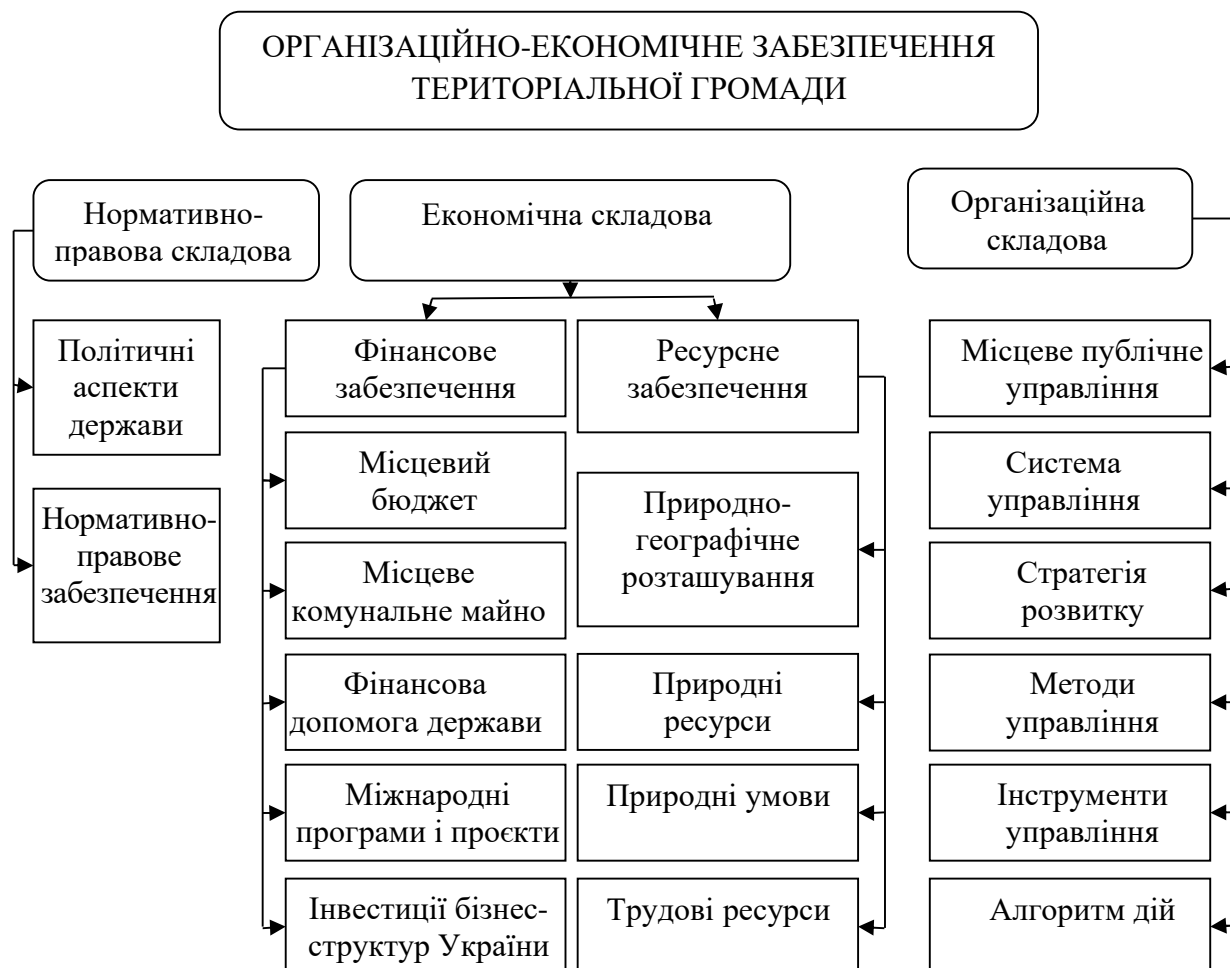 ОРГАНІЗАЦІЙНО-ЕКОНОМІЧНЕ ЗАБЕЗПЕЧЕННЯ
ТЕРИТОРІАЛЬНОЇ ГРОМАДИ
Нормативно-
правова складова
Економічна складова
Організаційна
складова
Політичні
аспекти
держави
Нормативно-
правове
забезпечення
Фінансове
забезпечення
Місцевий
бюджет
Місцеве
комунальне майно
Фінансова
допомога держави
Міжнародні
програми і проєкти
Інвестиції бізнес-
структур України
Ресурсне
забезпечення
Природно-
географічне
розташування
Природні
ресурси
Природні умови
Трудові ресурси
Місцеве публічне
управління
Система
управління
Стратегія
розвитку
Методи
управління
Інструменти
управління
Алгоритм дій